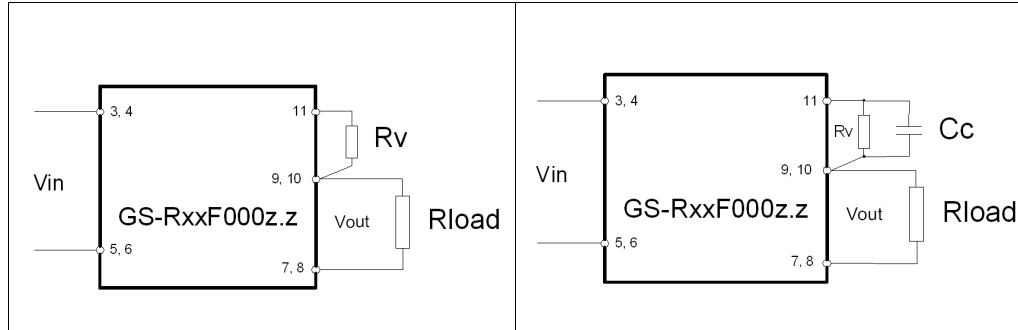 3, 4
11
Rv
Vin
9, 10
GS-RxxF000z.z
Vout
Rload
5, 6
7, 8
3, 4
11
Rv
Cc
Vin
9, 10
GS-RxxF000z.z
Vout
Rload
5, 6
7, 8